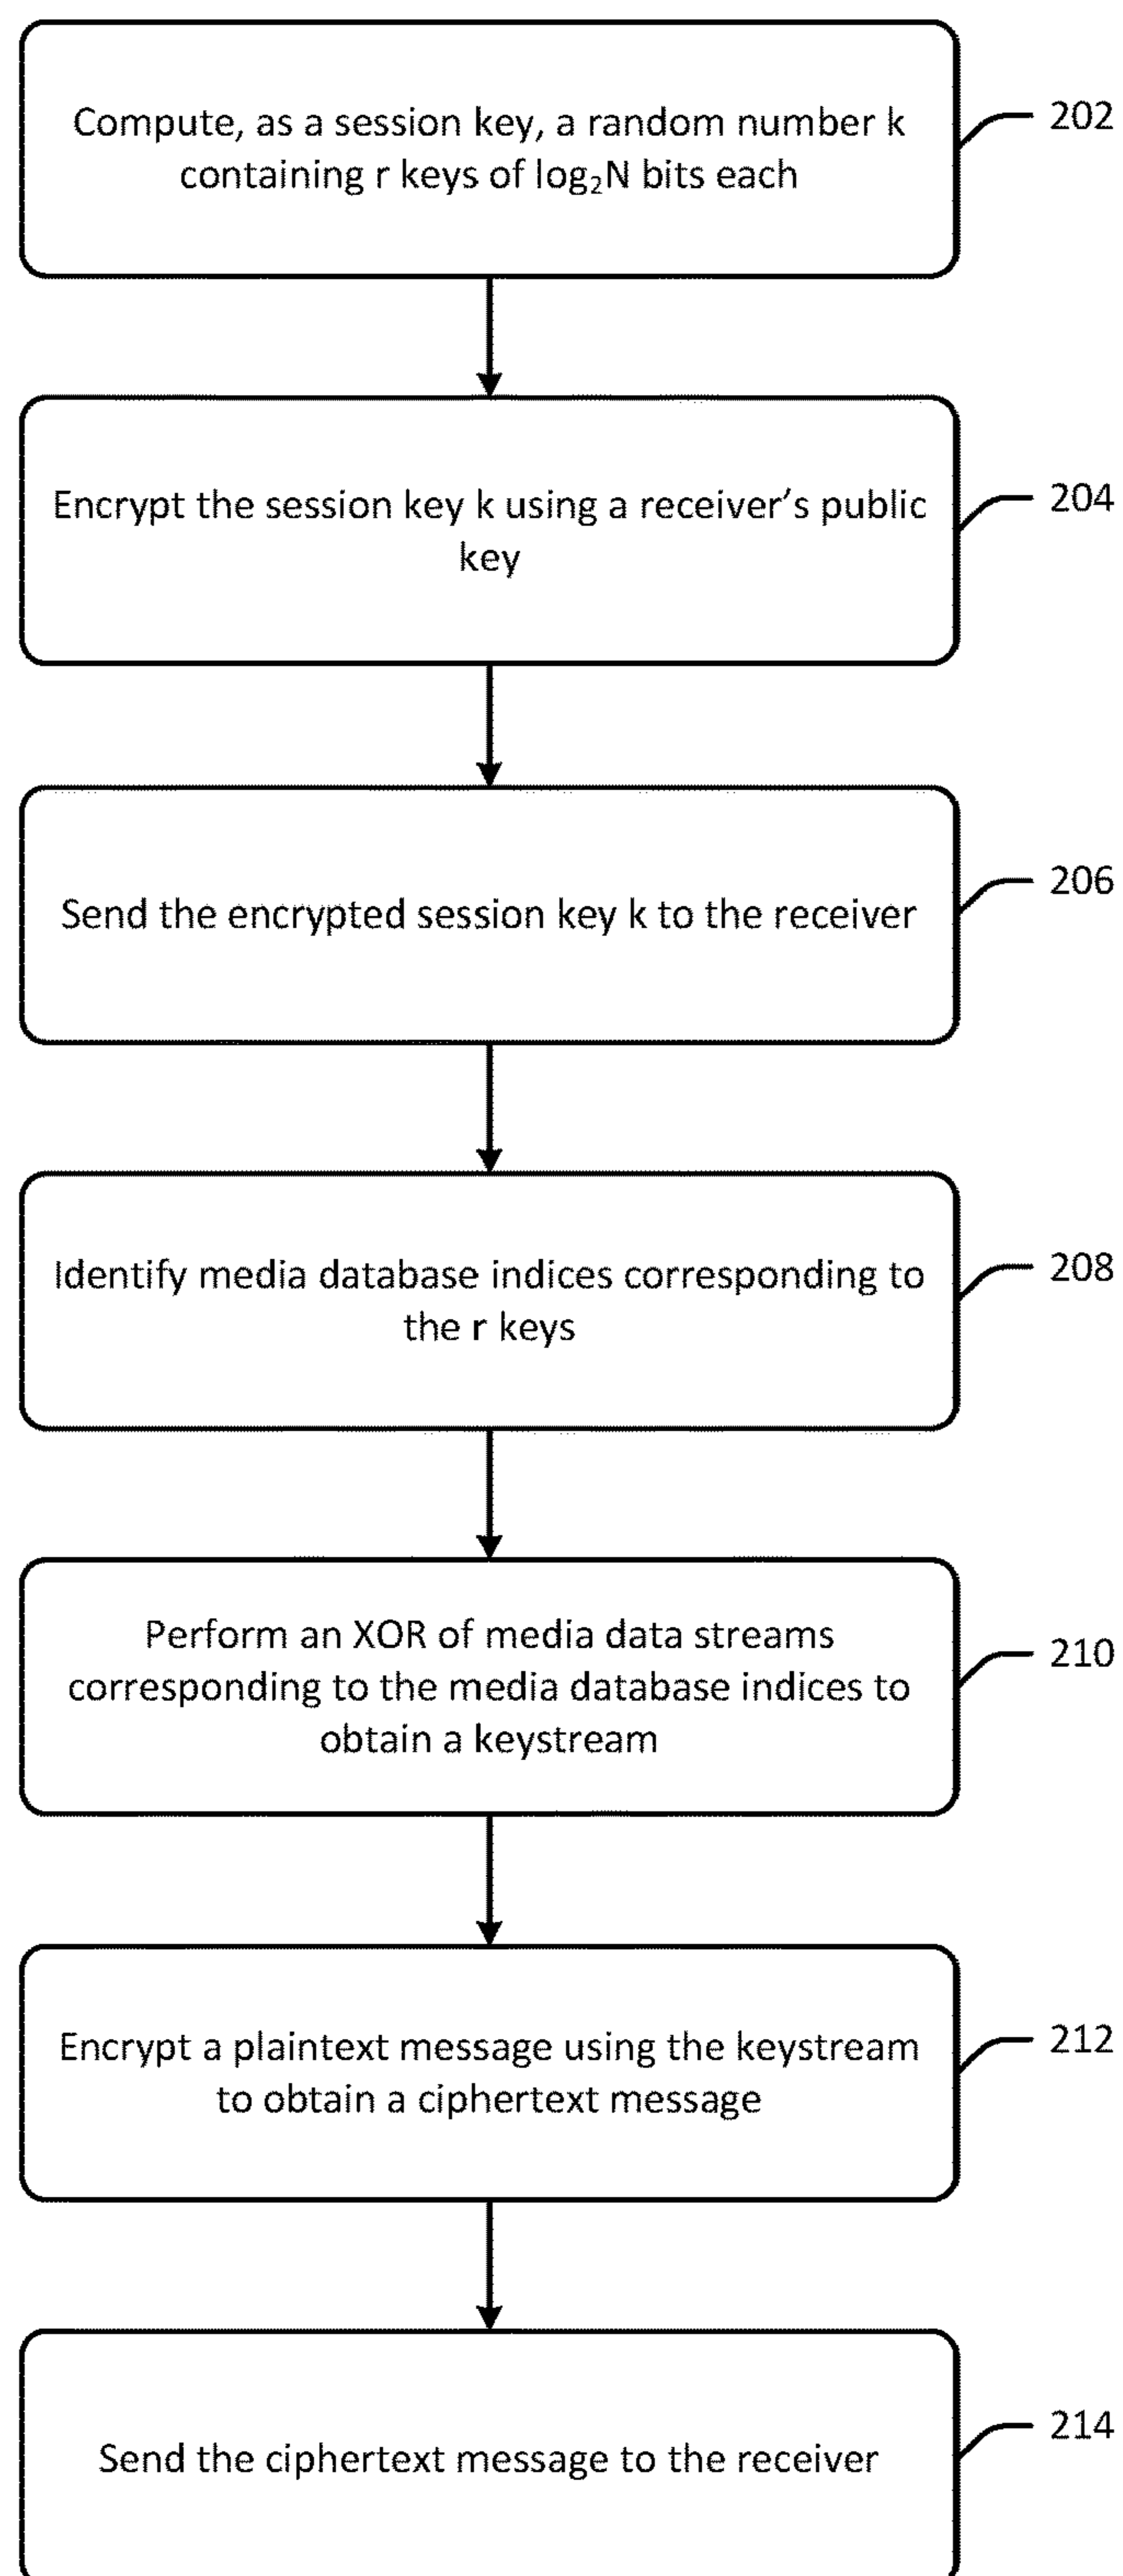 Compute, as a session key, a random number k
containing r keys of log₂N bits each
202
Encrypt the session key k using a receiver’s public
key
204
Send the encrypted session key k to the receiver
206
Identify media database indices corresponding to
the r keys
208
Perform an XOR of media data streams
corresponding to the media database indices to
obtain a keystream
210
Encrypt a plaintext message using the keystream
to obtain a ciphertext message
212
Send the ciphertext message to the receiver
214